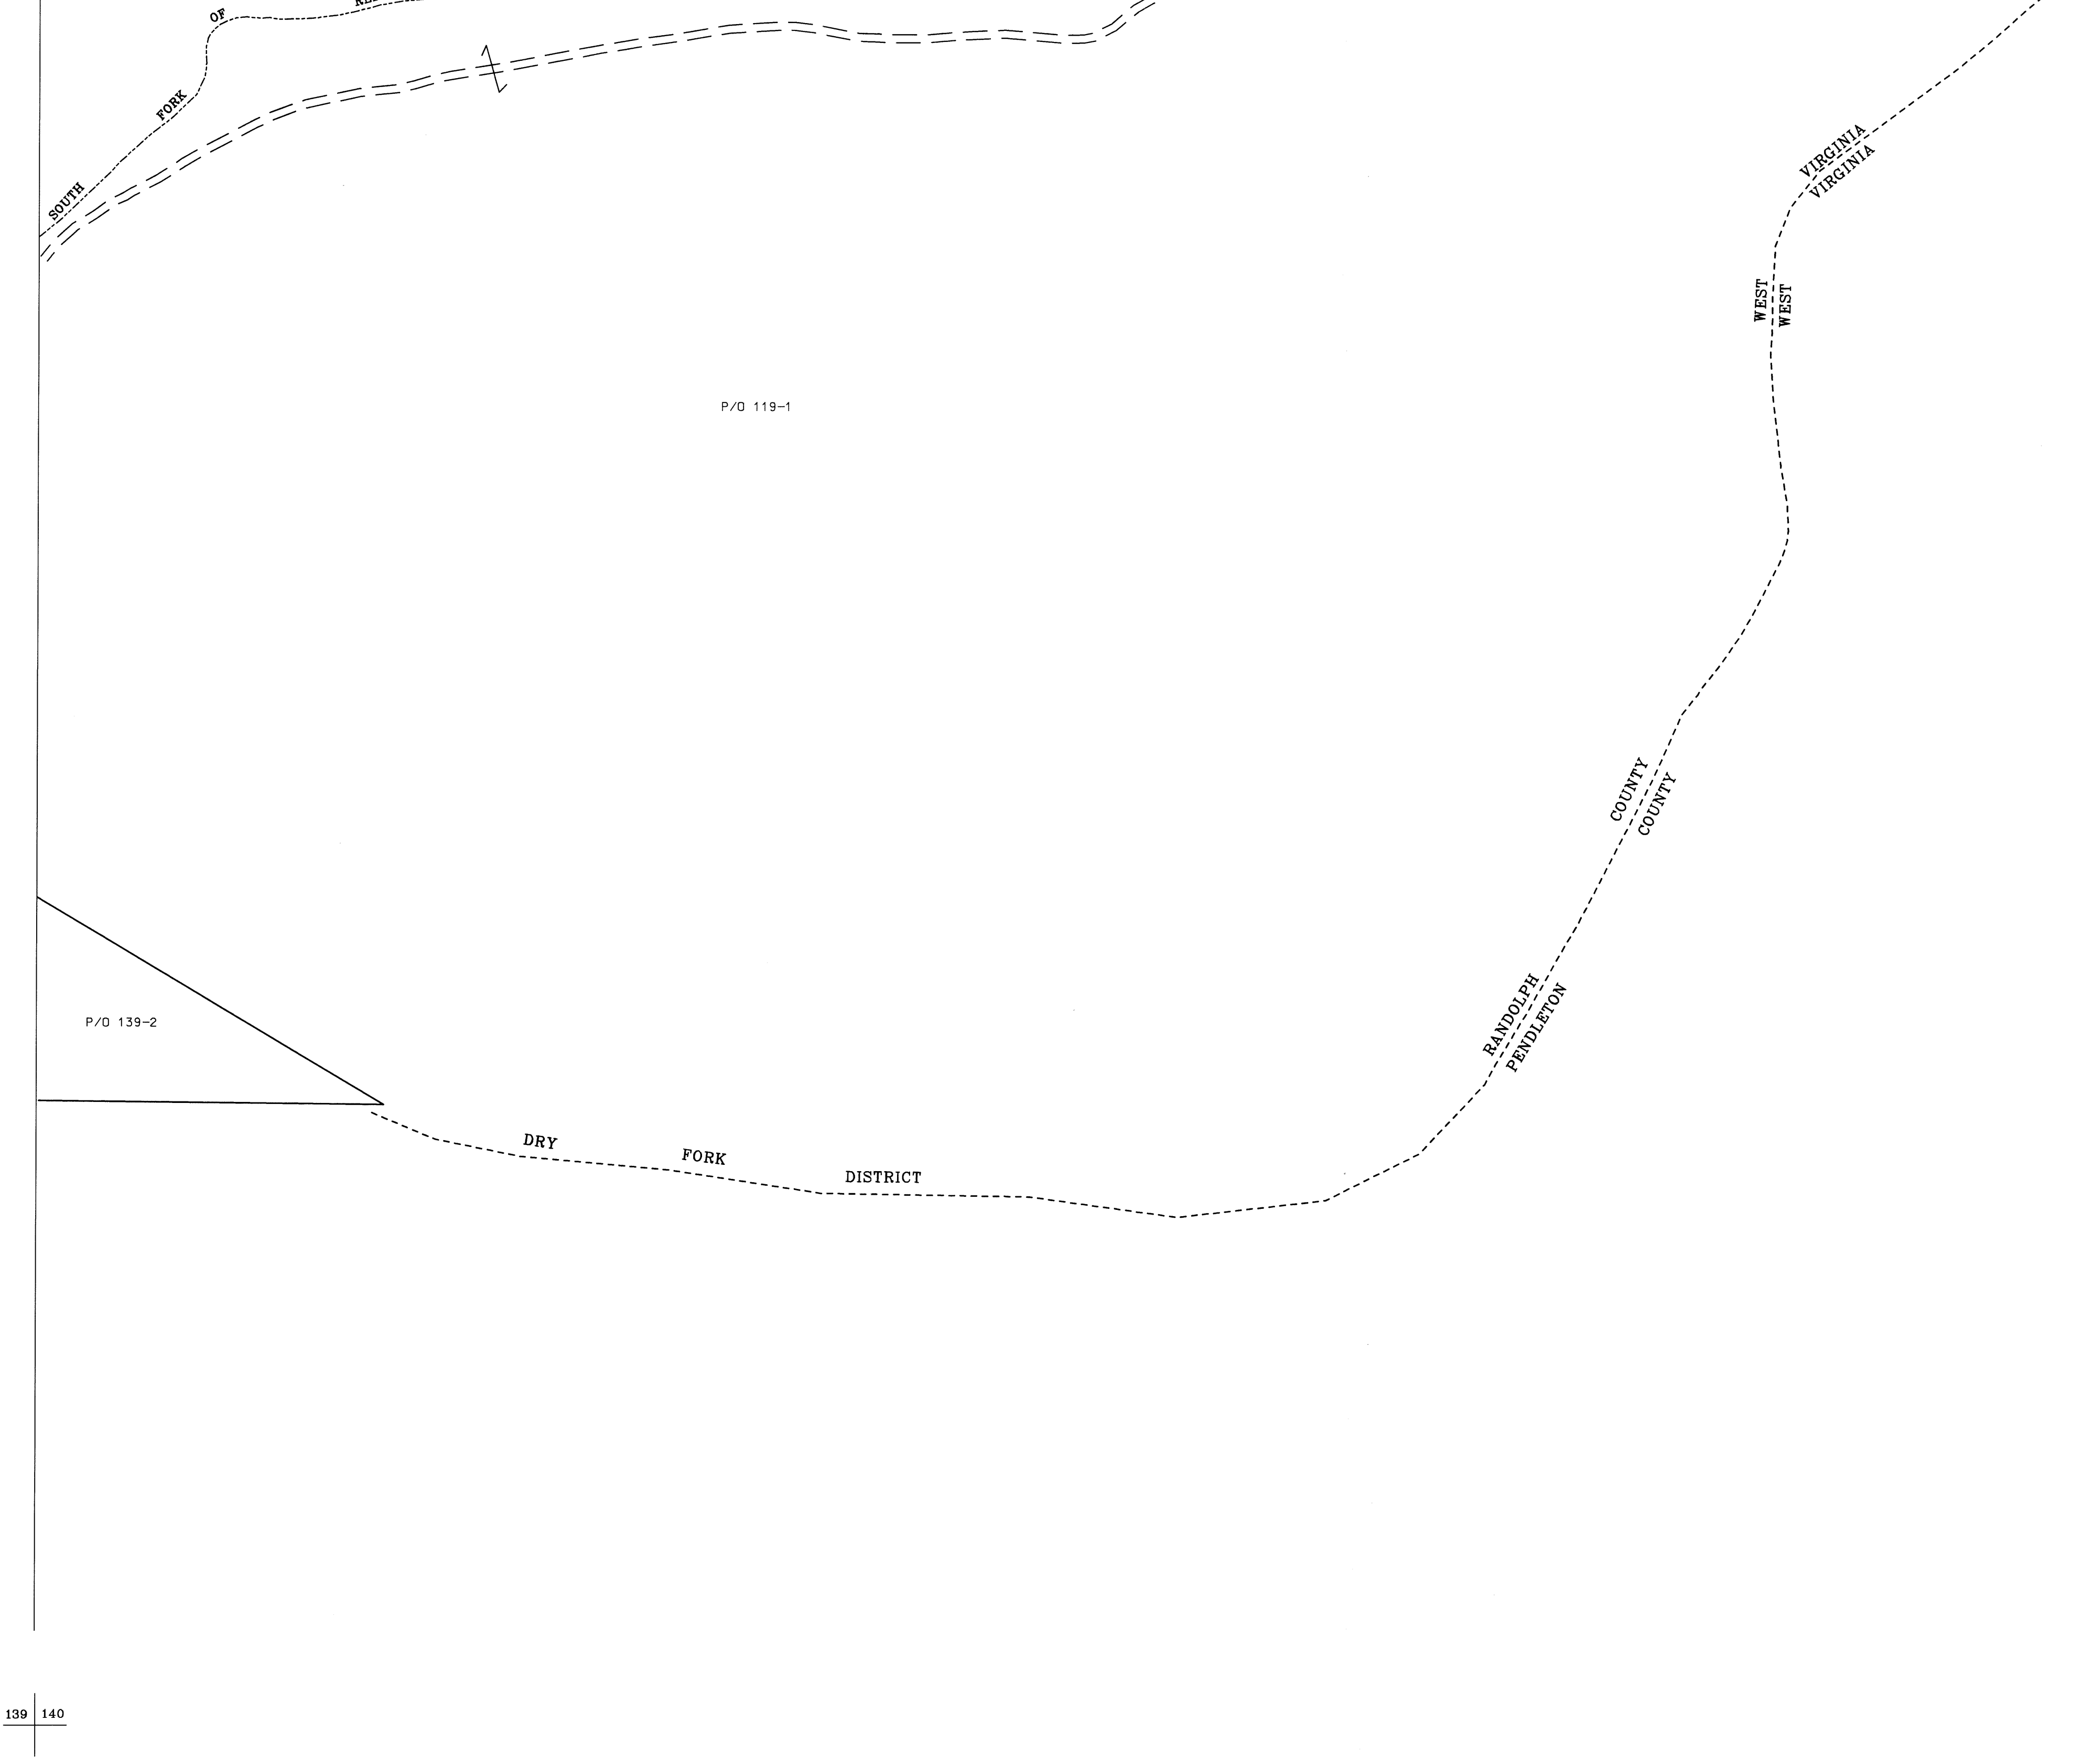 OF
FORK
SOUTH
VIRGINIA
VIRGINIA
WEST
WEST
P/O 119-1
COUNTY
COUNTY
RANDOLPH
PENDLETON
P/O 139-2
DRY FORK DISTRICT
139 140